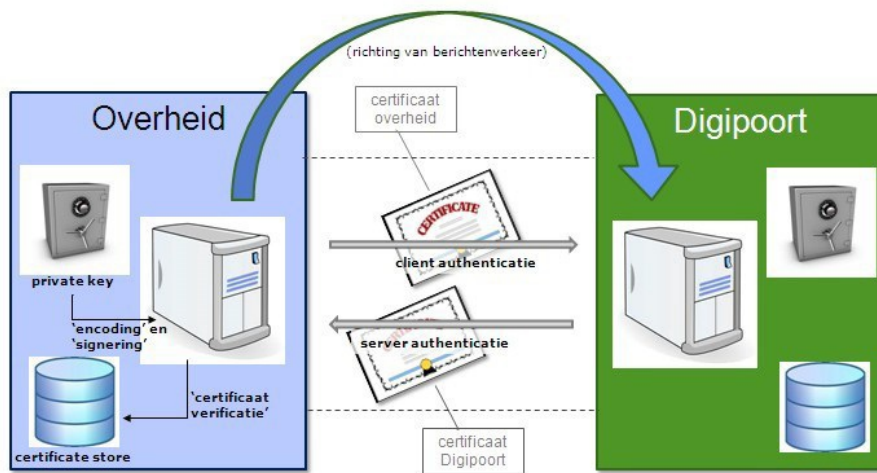 (richting van berichtenverkeer)
Overheid
certificaat
overheid
Digipoort
CERTIFICATE
private key
client authenticatie
'encoding' en
'signering'
server authenticatie
'certificaat
verificatie'
certificate store
certificaat
Digipoort